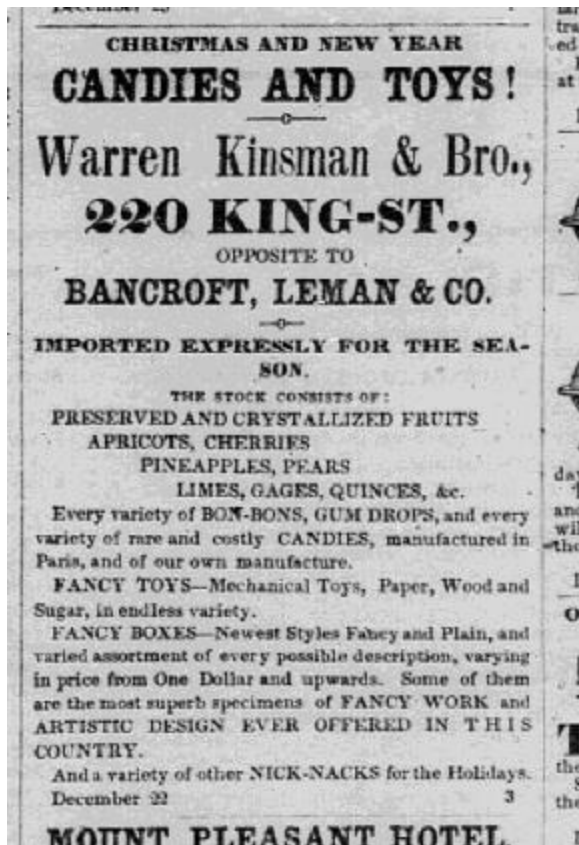 December 23
CHRISTMAS AND NEW YEAR
CANDIES AND TOYS!
Warren Kinsman & Bro.,
220 KING-ST.,
OPPOSITE TO
BANCROFT, LEMAN & CO.
IMPORTED EXPRESSLY FOR THE SEA-
SON.
THE STOCK CONSISTS OF:
PRESERVED AND CRYSTALLIZED FRUITS
APRICOTS, CHERRIES
PINEAPPLES, PEARS
LIMES, GAGES, QUINCES, &c.
Every variety of BON-BONS, GUM DROPS, and every
variety of rare and costly CANDIES, manufactured in
Paris, and of our own manufacture.
FANCY TOYS—Mechanical Toys, Paper, Wood and
Sugar, in endless variety.
FANCY BOXES—Newest Styles Fancy and Plain, and
varied assortment of every possible description, varying
in price from One Dollar and upwards. Some of them
are the most superb specimens of FANCY WORK and
ARTISTIC DESIGN EVER OFFERED IN THIS
COUNTRY.
And a variety of other NICK-NACKS for the Holidays.
December 22 3
MOUNT PLEASANT HOTEL